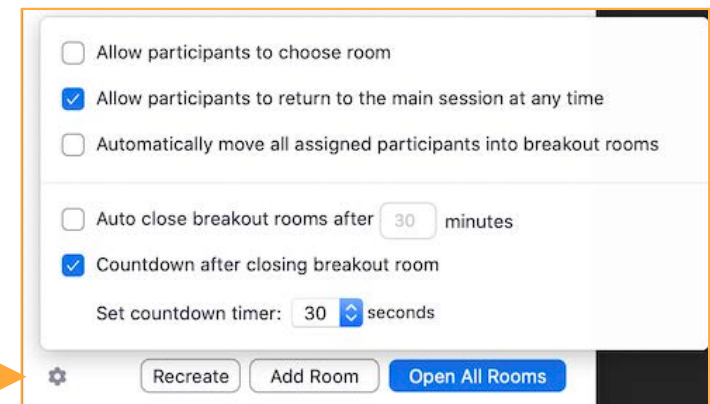 Allow participants to choose room
Allow participants to return to the main session at any time
Automatically move all assigned participants into breakout rooms
Auto close breakout rooms after 30 minutes
Countdown after closing breakout room
Set countdown timer: 30 seconds
Recreate Add Room Open All Rooms